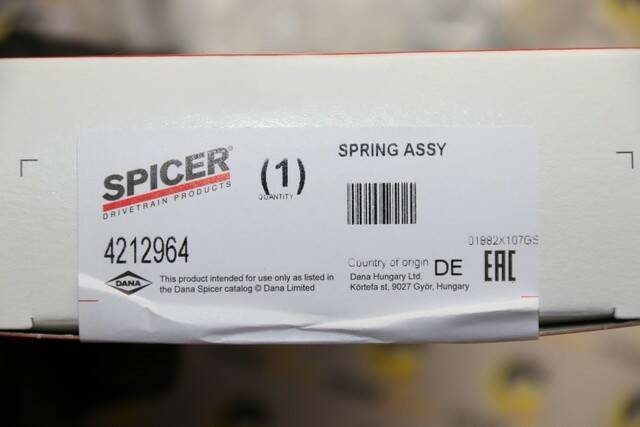 SPICER®
DRIVETRAIN PRODUCTS
(1)
QUANTITY
SPRING ASSY
4212964
01882X107GS
Country of origin DE
EAC
DANA
This product intended for use only as listed in
the Dana Spicer catalog © Dana Limited
Dana Hungary Ltd.
Körtefa st, 9027 Győr, Hungary